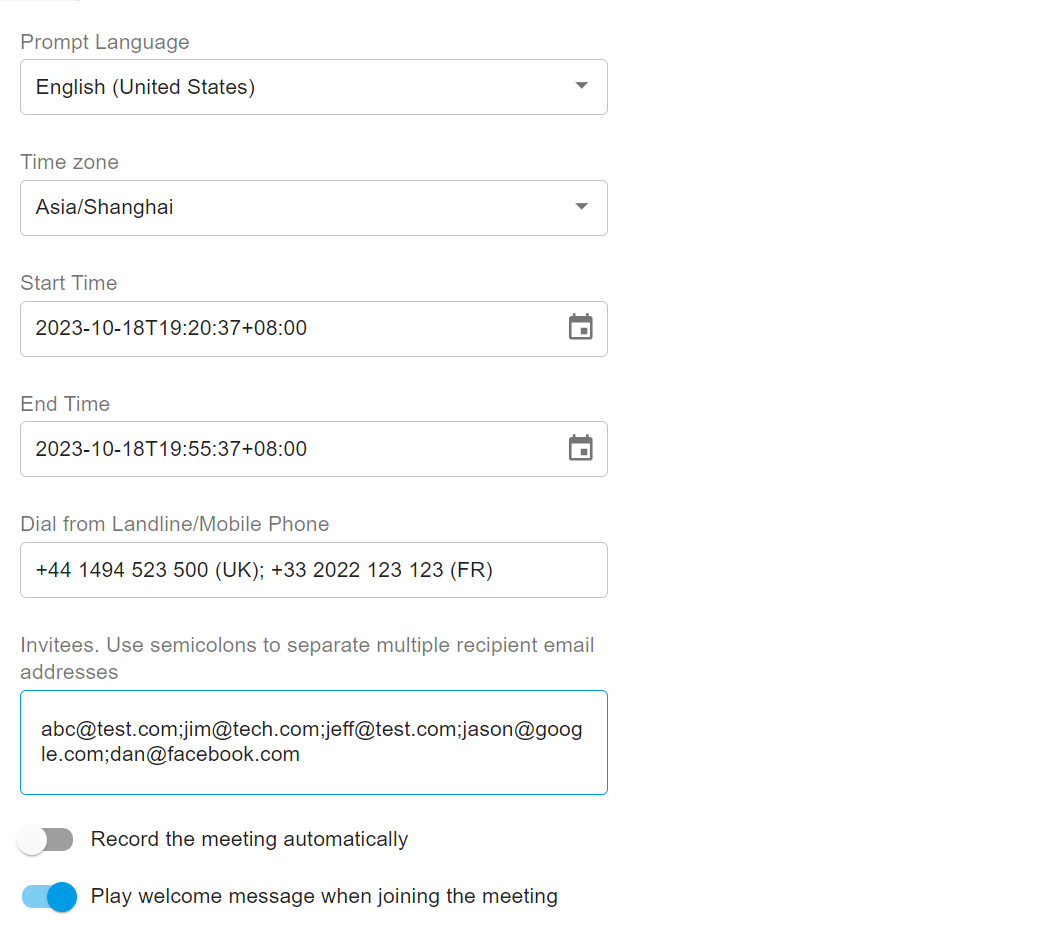 Prompt Language
English (United States)
Time zone
Asia/Shanghai
Start Time
2023-10-18T19:20:37+08:00
End Time
2023-10-18T19:55:37+08:00
Dial from Landline/Mobile Phone
+44 1494 523 500 (UK); +33 2022 123 123 (FR)
Invitees. Use semicolons to separate multiple recipient email
addresses
abc@test.com;jim@tech.com;jeff@test.com;jason@goog
le.com;dan@facebook.com
Record the meeting automatically
Play welcome message when joining the meeting